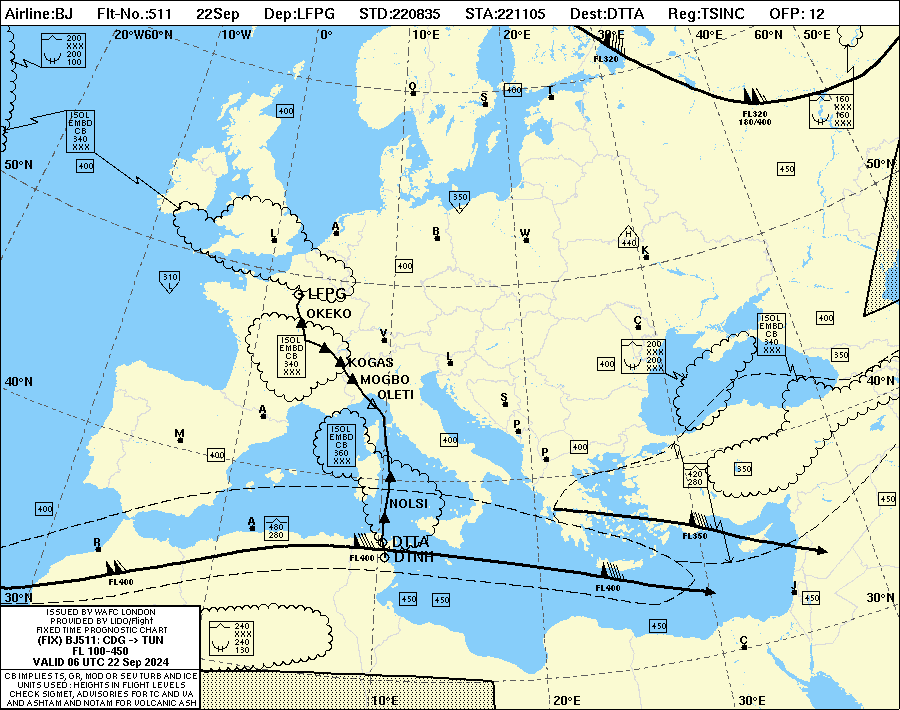 Airline:BJ Flt-No.:511 22Sep Dep:LFPG STD:220835 STA:221105 Dest:DTTA Reg:TSINC OFP: 12
20°W60°N 10°W 0° 10°E 20°E 30°E 40°E 60°N 50°E
200
XXX
200
100
FL320
O
S
400
T
FL320
180/400
160
XXX
160
XXX
ISOL
EMBD
CB
340
XXX
400
400
50°N
450
50°N
350
L
L
A
B
W
H
440
K
310
L
400
LFPG
OKEKO
ISOL
EMBD
CB
340
XXX
V
KOGAS
MOGBO
OLETI
L
C
400
200
XXX
200
XXX
ISOL
EMBD
CB
340
XXX
400
350
40°N
40°N
A
M
400
ISOL
EMBD
CB
360
XXX
S
P
400
P
400
420
280
350
450
400
NOLSI
R
A
480
280
DTTA
DTNH
FL400
FL400
FL350
FL400
30°N
450
450
J
450
30°N
450
C
240
XXX
240
130
ISSUED BY WAFC LONDON
PROVIDED BY LIDO/Flight
FIXED TIME PROGNOSTIC CHART
(FIX) BJ511: CDG -> TUN
FL 100-450
VALID 06 UTC 22 Sep 2024
CB IMPLIES TS, GR, MOD OR SEV TURB AND ICE
UNITS USED : HEIGHTS IN FLIGHT LEVELS
CHECK SIGMET, ADVISORIES FOR TC AND VA
AND ASHTAM AND NOTAM FOR VOLCANIC ASH
10°E 20°E 30°E